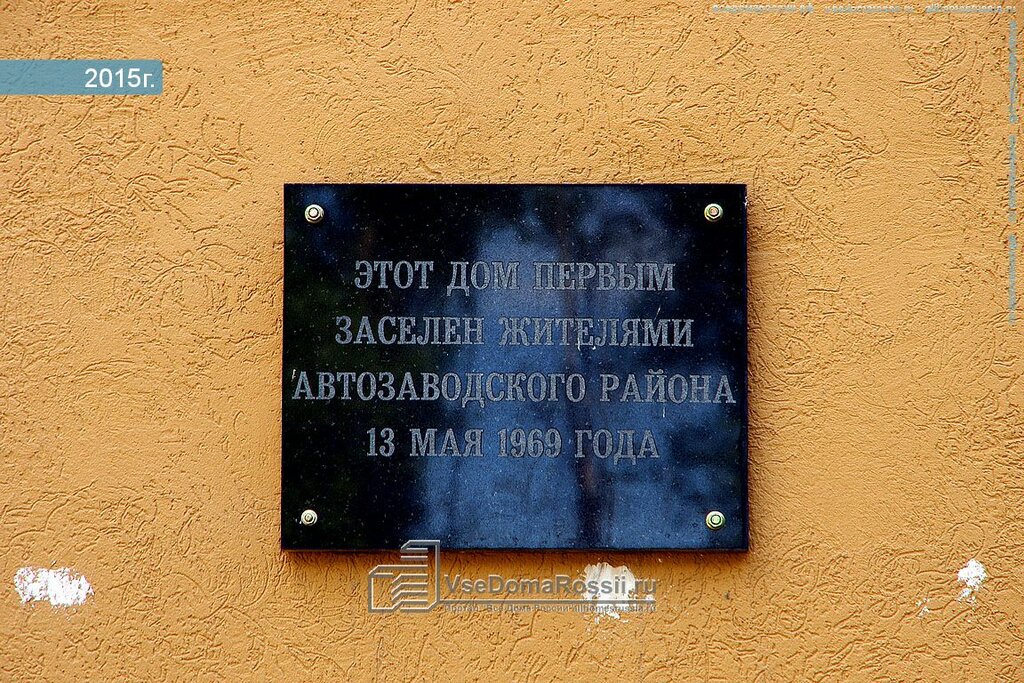 2015г.
ЭТОТ ДОМ ПЕРВЫМ
ЗАСЕЛЕН ЖИТЕЛЯМИ
АВТОЗАВОДСКОГО РАЙОНА
13 МАЯ 1969 ГОДА
VseDomaRossii.ru